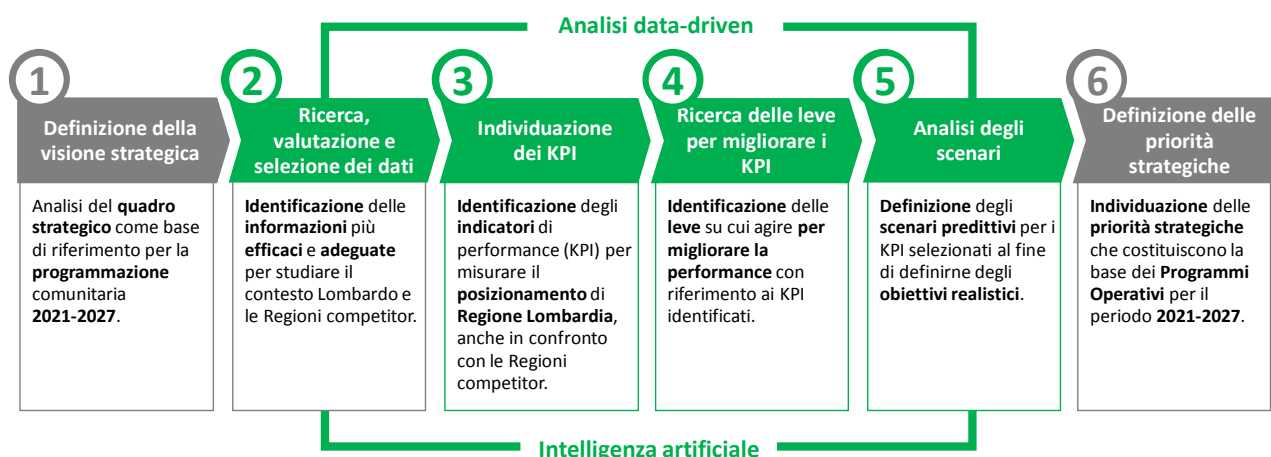 Analisi data-driven
1
Definizione della
visione strategica
Analisi del quadro
strategico come base
di riferimento per la
programmazione
comunitaria
2021-2027.
2
Ricerca,
valutazione e
selezione dei dati
Identificazione delle
informazioni più
efficaci e adeguate
per studiare il
contesto Lombardo e
le Regioni competitor.
3
Individuazione
dei KPI
Identificazione degli
indicatori di
performance (KPI) per
misurare il
posizionamento di
Regione Lombardia,
anche in confronto
con le Regioni
competitor.
4
Ricerca delle leve
per migliorare i
KPI
Identificazione delle
leve su cui agire per
migliorare la
performance con
riferimento ai KPI
identificati.
5
Analisi degli
scenari
Definizione degli
scenari predittivi per i
KPI selezionati al fine
di definirne degli
obiettivi realistici.
6
Definizione delle
priorità
strategiche
Individuazione delle
priorità strategiche
che costituiscono la
base dei Programmi
Operativi per il
periodo 2021-2027.
Intelligenza artificiale